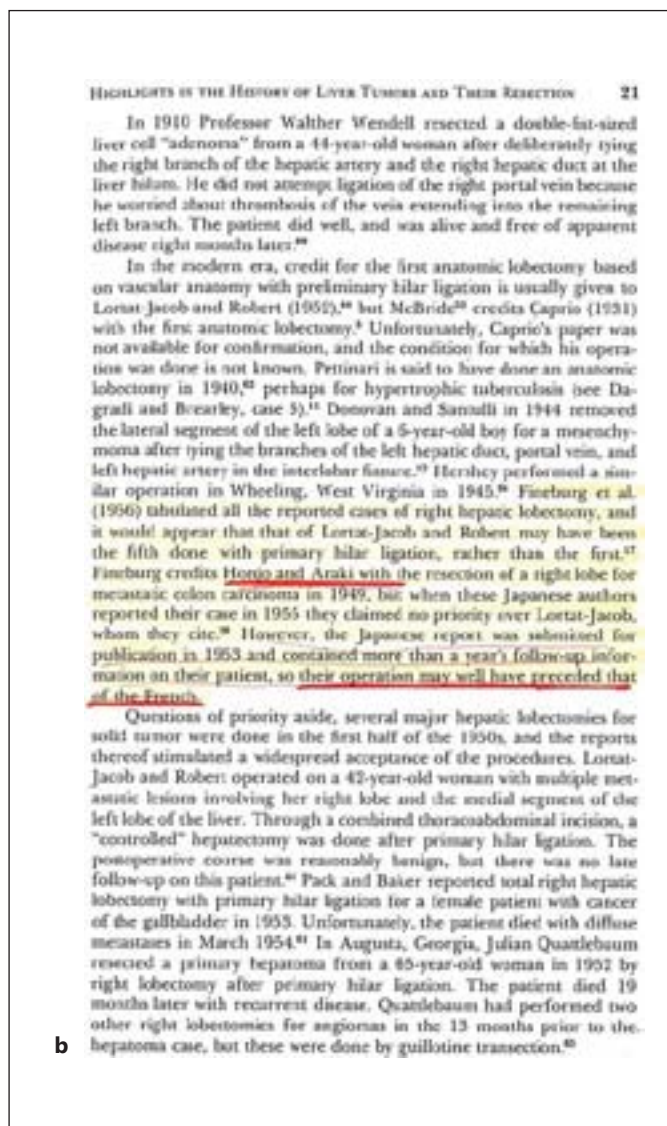 HIGHLIGHTS IN THE HISTORY OF LIVER TUMORS AND THEIR RESECTION 21
In 1910 Professor Walther Wendell resected a double-fist-sized
liver cell "adenoma" from a 44-year-old woman after deliberately tying
the right branch of the hepatic artery and the right hepatic duct at the
liver hilum. He did not attempt ligation of the right portal vein because
he worried about thrombosis of the vein extending into the remaining
left branch. The patient did well, and was alive and free of apparent
disease eight months later.
In the modern era, credit for the first anatomic lobectomy based
on vascular anatomy with preliminary hilar ligation is usually given to
Lortat-Jacob and Robert (1952), but McBride credits Caprio (1931)
with the first anatomic lobectomy. Unfortunately, Caprio's paper was
not available for confirmation, and the condition for which his opera-
tion was done is not known. Pettinari is said to have done an anatomic
lobectomy in 1940, perhaps for hypertrophic tuberculosis (see Da-
gradi and Brearley, case 5). Donovan and Santulli in 1944 removed
the lateral segment of the left lobe of a 5-year-old boy for a mesenchy-
moma after tying the branches of the left hepatic duct, portal vein, and
left hepatic artery in the interlobar fissure. Hershey performed a sim-
ilar operation in Wheeling, West Virginia in 1945. Fineburg et al.
(1956) tabulated all the reported cases of right hepatic lobectomy, and
it would appear that that of Lortat-Jacob and Robert may have been
the fifth done with primary hilar ligation, rather than the first.
Fineburg credits Honjo and Araki with the resection of a right lobe for
metastatic colon carcinoma in 1949, but when these Japanese authors
reported their case in 1955 they claimed no priority over Lortat-Jacob,
whom they cite. However, the Japanese report was submitted for
publication in 1953 and contained more than a year's follow-up infor-
mation on their patient, so their operation may well have preceded that
of the French.
Questions of priority aside, several major hepatic lobectomies for
solid tumor were done in the first half of the 1950s, and the reports
thereof stimulated a widespread acceptance of the procedures. Lortat-
Jacob and Robert operated on a 42-year-old woman with multiple met-
astatic lesions involving her right lobe and the medial segment of the
left lobe of the liver. Through a combined thoracoabdominal incision, a
"controlled" hepatectomy was done after primary hilar ligation. The
postoperative course was reasonably benign, but there was no late
follow-up on this patient. Pack and Baker reported total right hepatic
lobectomy with primary hilar ligation for a female patient with cancer
of the gallbladder in 1953. Unfortunately, the patient died with diffuse
metastases in March 1954. In Augusta, Georgia, Julian Quattlebaum
resected a primary hepatoma from a 65-year-old woman in 1952 by
right lobectomy after primary hilar ligation. The patient died 19
months later with recurrent disease. Quattlebaum had performed two
other right lobectomies for angiomas in the 13 months prior to the
b hepatoma case, but these were done by guillotine transection.